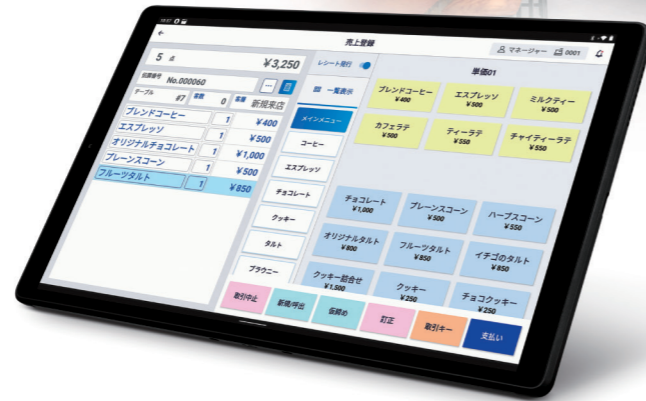 10:37
売上登録
マネージャー 0001
5 点 ¥3,250
伝票番号 No.000060
テーブル #7 客数 0 客層 新規来店
ブレンドコーヒー 1 ¥400
エスプレッソ 1 ¥500
オリジナルチョコレート 1 ¥1,000
プレーンスコーン 1 ¥500
フルーツタルト 1 ¥850
レシート発行
一覧表示
メインメニュー
コーヒー
エスプレッソ
チョコレート
クッキー
タルト
ブラウニー
単価01
ブレンドコーヒー
¥400
エスプレッソ
¥500
ミルクティー
¥500
カフェラテ
¥500
ティーラテ
¥550
チャイティーラテ
¥550
チョコレート
¥1,000
プレーンスコーン
¥500
ハーブスコーン
¥550
オリジナルタルト
¥800
フルーツタルト
¥850
イチゴのタルト
¥850
クッキー詰合せ
¥1,500
クッキー
¥250
チョコクッキー
¥250
取引中止
新規/呼出
仮締め
訂正
取引キー
支払い